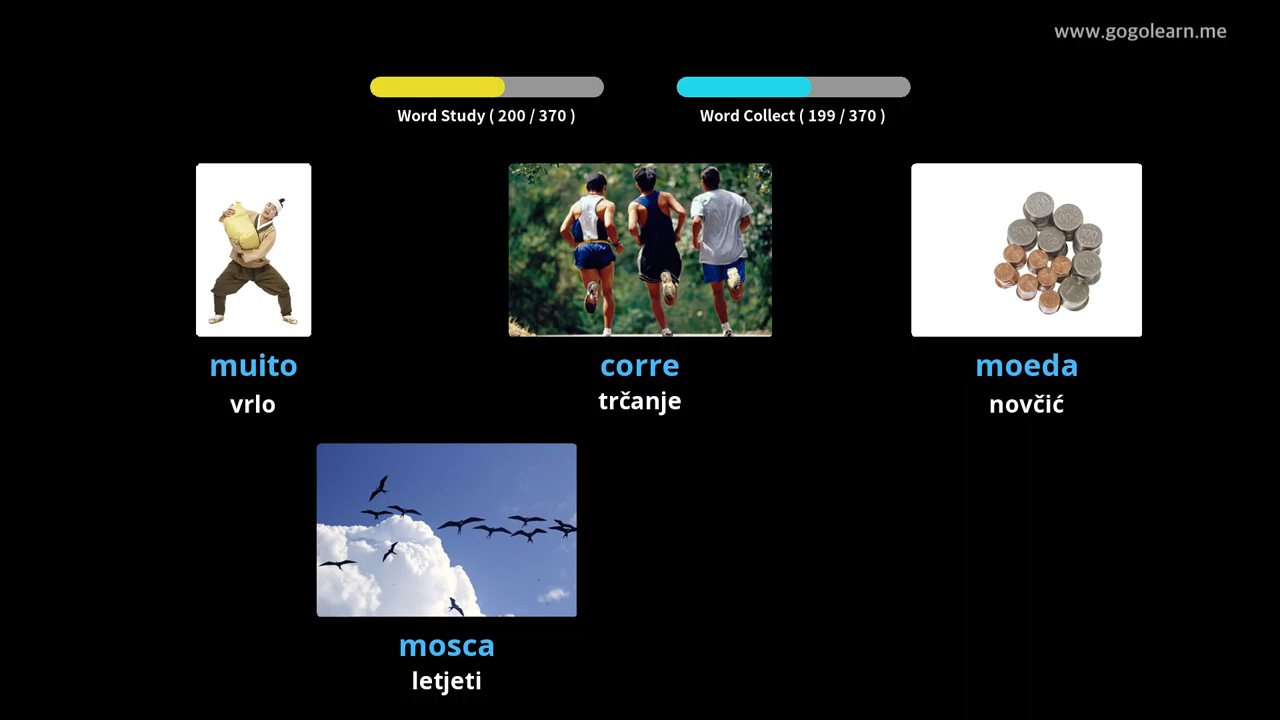 www.gogolearn.me
Word Study ( 200 / 370 )
Word Collect ( 199 / 370 )
muito
vrlo
corre
trčanje
moeda
novčić
mosca
letjeti